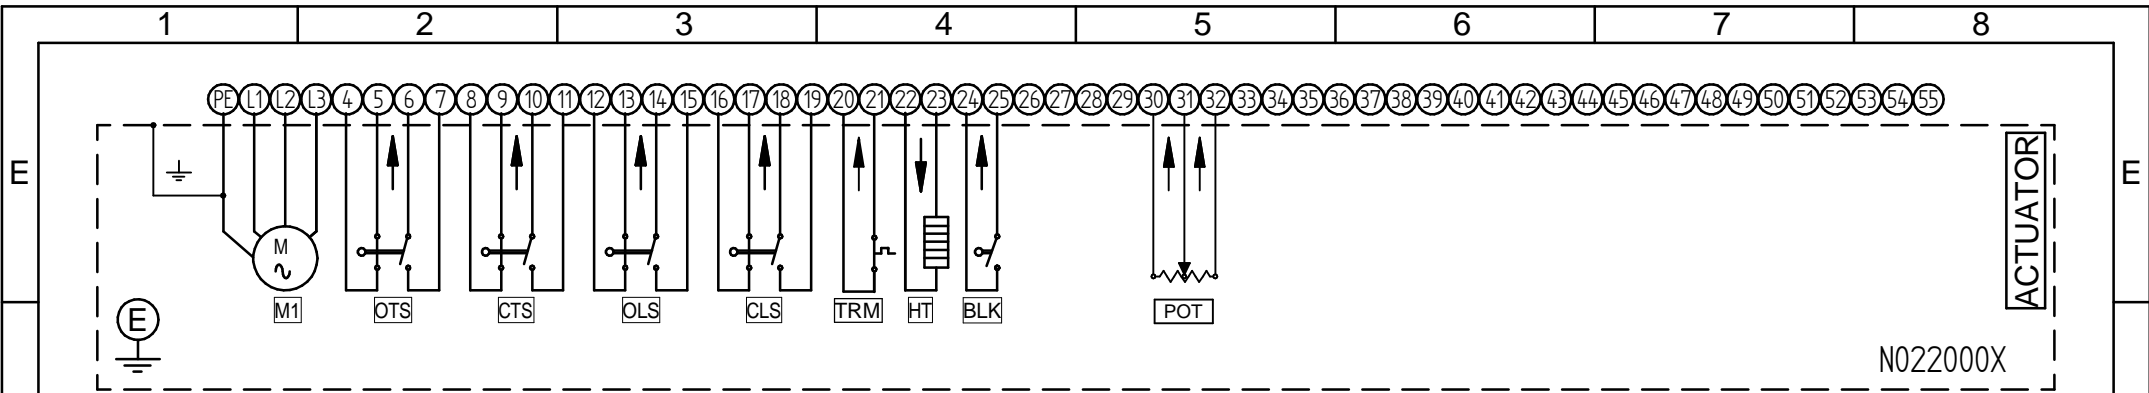 1 2 3 4 5 6 7 8
PE L1 L2 L3 4 5 6 7 8 9 10 11 12 13 14 15 16 17 18 19 20 21 22 23 24 25 26 27 28 29 30 31 32 33 34 35 36 37 38 39 40 41 42 43 44 45 46 47 48 49 50 51 52 53 54 55
E E
ACTUATOR
M
M1 OTS CTS OLS CLS TRM HT BLK POT
E
N022000X